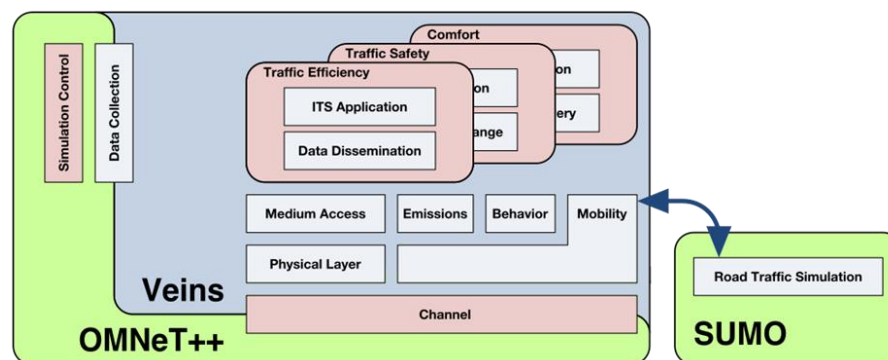 Comfort
Traffic Safety
Traffic Efficiency
Simulation Control
Data Collection
ITS Application
Data Dissemination
Medium Access
Emissions
Behavior
Mobility
Physical Layer
Road Traffic Simulation
Veins
Channel
OMNeT++
SUMO